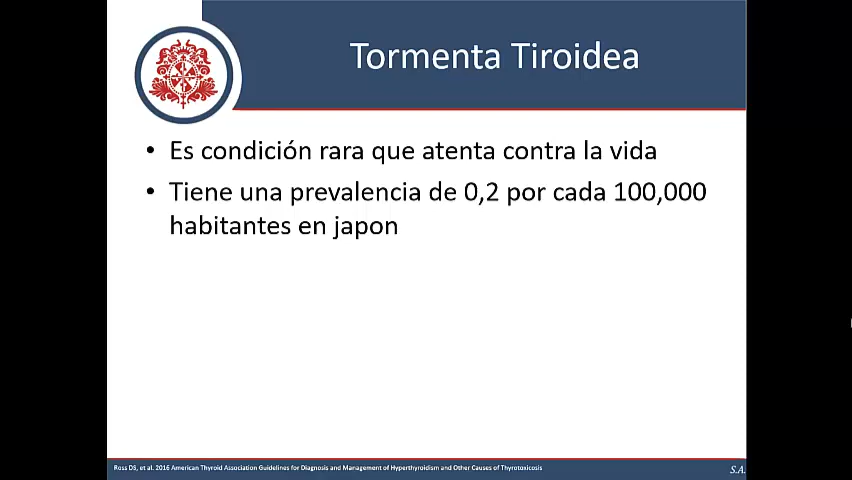 Tormenta Tiroidea
• Es condición rara que atenta contra la vida
• Tiene una prevalencia de 0,2 por cada 100,000
habitantes en japon
Ross DS, et al. 2016 American Thyroid Association Guidelines for Diagnosis and Management of Hyperthyroidism and Other Causes of Thyrotoxicosis
S.A.